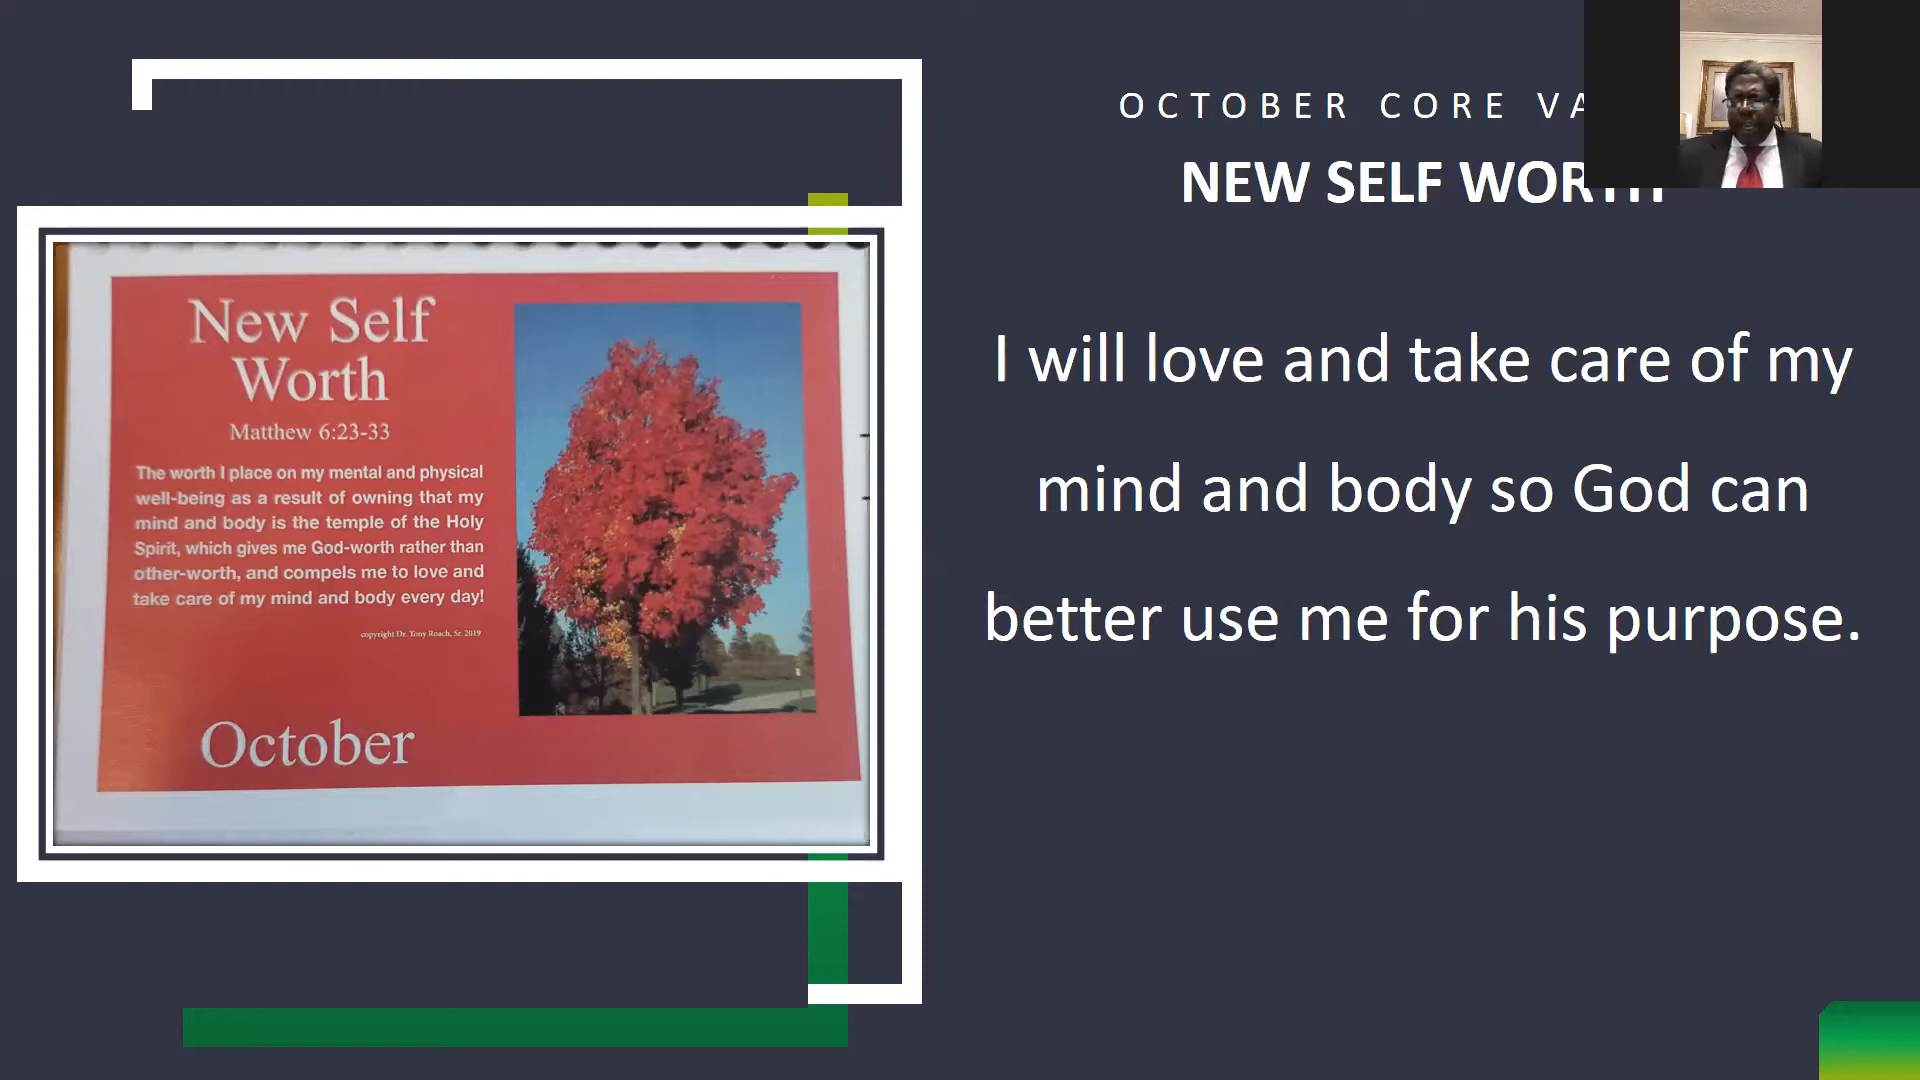 New Self
Worth
Matthew 6:23-33
The worth I place on my mental and physical
well-being as a result of owning that my
mind and body is the temple of the Holy
Spirit, which gives me God-worth rather than
other-worth, and compels me to love and
take care of my mind and body every day!
copyright Dr. Tony Roach, Sr. 2019
October
OCTOBER CORE
NEW SELF WORTH
I will love and take care of my
mind and body so God can
better use me for his purpose.